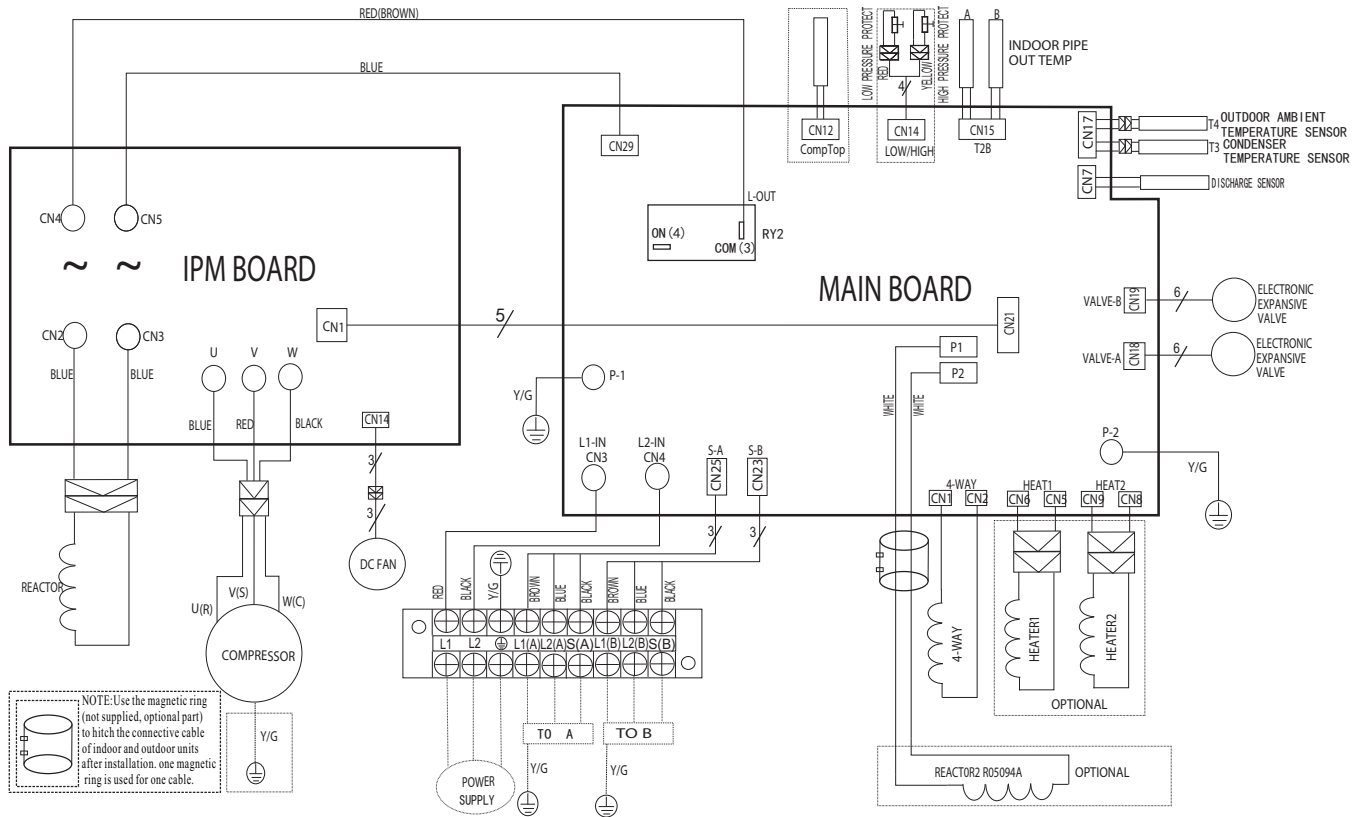 RED(BROWN)
BLUE
LOW PRESSURE PROTECT
RED
4
YELLOW
HIGH PRESSURE PROTECT
A
B
INDOOR PIPE
OUT TEMP
CN12
CompTop
CN14
LOW/HIGH
CN15
T2B
CN17
T4
OUTDOOR AMBIENT
TEMPERATURE SENSOR
T3
CONDENSER
TEMPERATURE SENSOR
CN7
DISCHARGE SENSOR
CN29
L-OUT
ON(4)
COM(3)
RY2
CN4
CN5
~
~
IPM BOARD
MAIN BOARD
CN2
CN3
CN1
5
CN21
U
V
W
BLUE
BLUE
BLUE
RED
BLACK
CN14
3
3
DC FAN
P1
P2
WHITE
WHITE
VALVE-B
CN19
6
ELECTRONIC
EXPANSIVE
VALVE
VALVE-A
CN18
6
ELECTRONIC
EXPANSIVE
VALVE
P-1
Y/G
P-2
Y/G
L1-IN
CN3
L2-IN
CN4
S-A
CN25
S-B
CN23
3
3
4-WAY
CN1
CN2
HEAT1
CN6
CN5
HEAT2
CN9
CN8
4-WAY
HEATER1
HEATER2
OPTIONAL
REACTOR
U(R)
V(S)
W(C)
COMPRESSOR
Y/G
RED
BLACK
Y/G
BROWN
BLUE
BLACK
BROWN
BLUE
BLACK
L1
L2
L1(A)
L2(A)
S(A)
L1(B)
L2(B)
S(B)
POWER
SUPPLY
TO A
TO B
Y/G
Y/G
REACTOR2 R05094A
OPTIONAL
NOTE:Use the magnetic ring
(not supplied, optional part)
to hitch the connective cable
of indoor and outdoor units
after installation. one magnetic
ring is used for one cable.